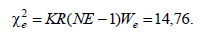 χ²ₑ = KR(NE −1)Wₑ =14,76.